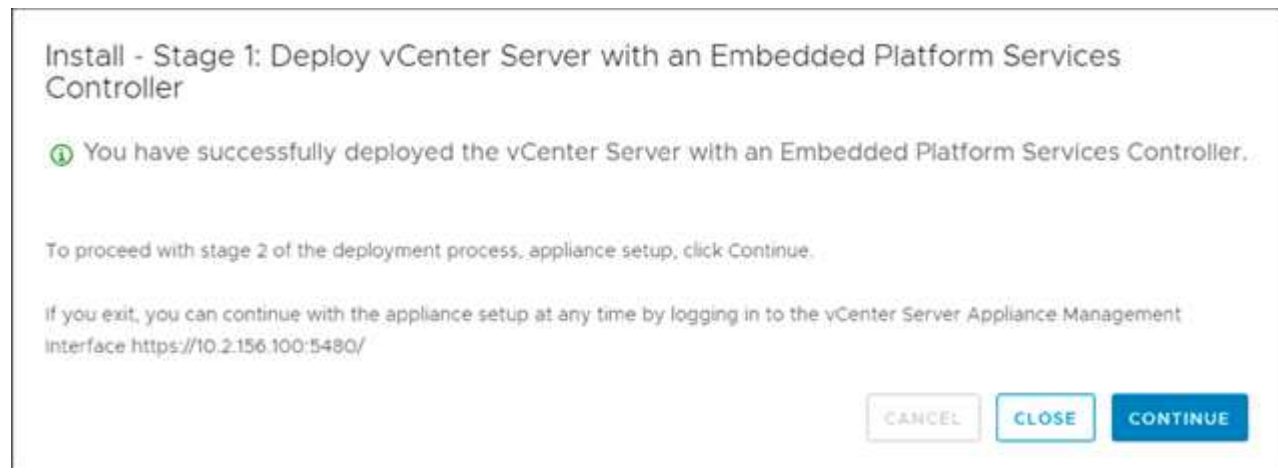 Install - Stage 1: Deploy vCenter Server with an Embedded Platform Services
Controller
You have successfully deployed the vCenter Server with an Embedded Platform Services Controller.
To proceed with stage 2 of the deployment process, appliance setup, click Continue.
If you exit, you can continue with the appliance setup at any time by logging in to the vCenter Server Appliance Management
Interface https://10.2.156.100:5480/
CANCEL CLOSE CONTINUE